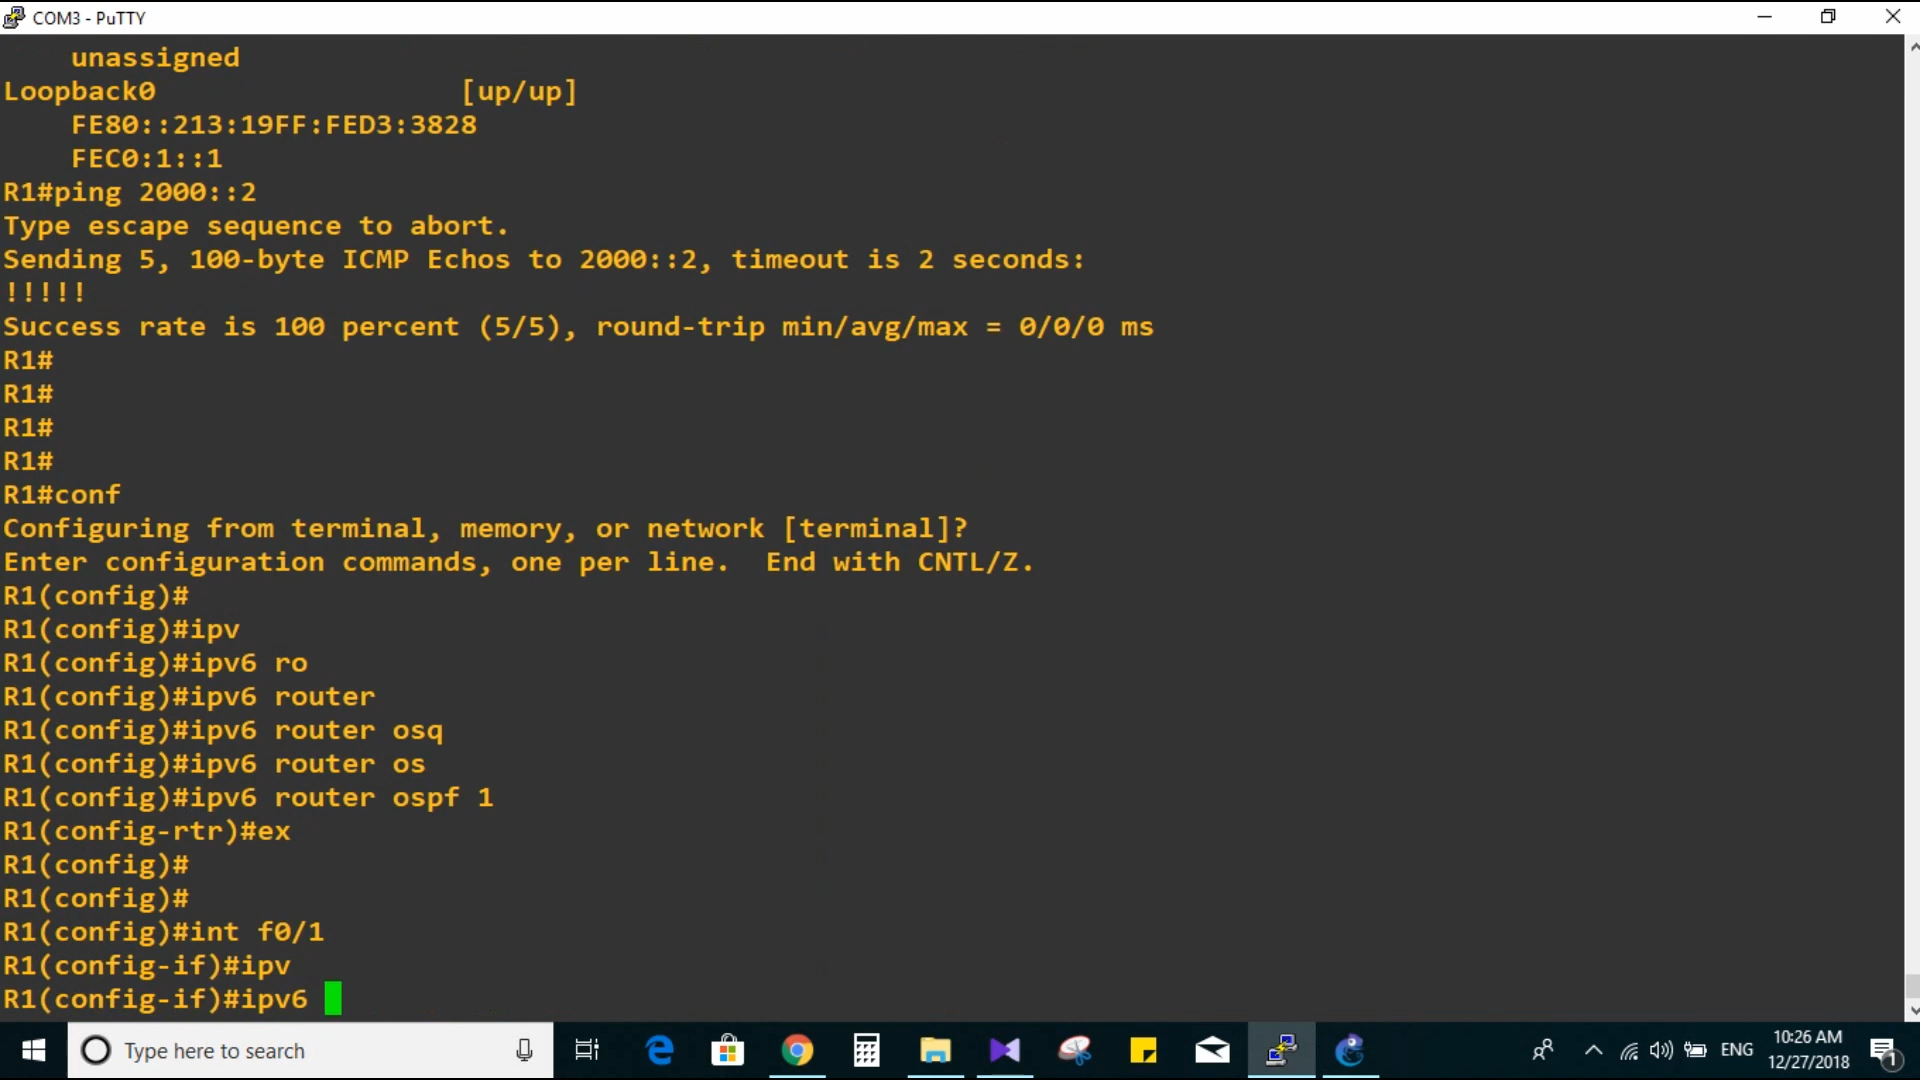 COM3 - PuTTY
unassigned
Loopback0                  [up/up]
    FE80::213:19FF:FED3:3828
    FEC0:1::1
R1#ping 2000::2
Type escape sequence to abort.
Sending 5, 100-byte ICMP Echos to 2000::2, timeout is 2 seconds:
!!!!!
Success rate is 100 percent (5/5), round-trip min/avg/max = 0/0/0 ms
R1#
R1#
R1#
R1#
R1#conf
Configuring from terminal, memory, or network [terminal]?
Enter configuration commands, one per line.  End with CNTL/Z.
R1(config)#
R1(config)#ipv
R1(config)#ipv6 ro
R1(config)#ipv6 router
R1(config)#ipv6 router osq
R1(config)#ipv6 router os
R1(config)#ipv6 router ospf 1
R1(config-rtr)#ex
R1(config)#
R1(config)#
R1(config)#int f0/1
R1(config-if)#ipv
R1(config-if)#ipv6
Type here to search
ENG
10:26 AM
12/27/2018
1